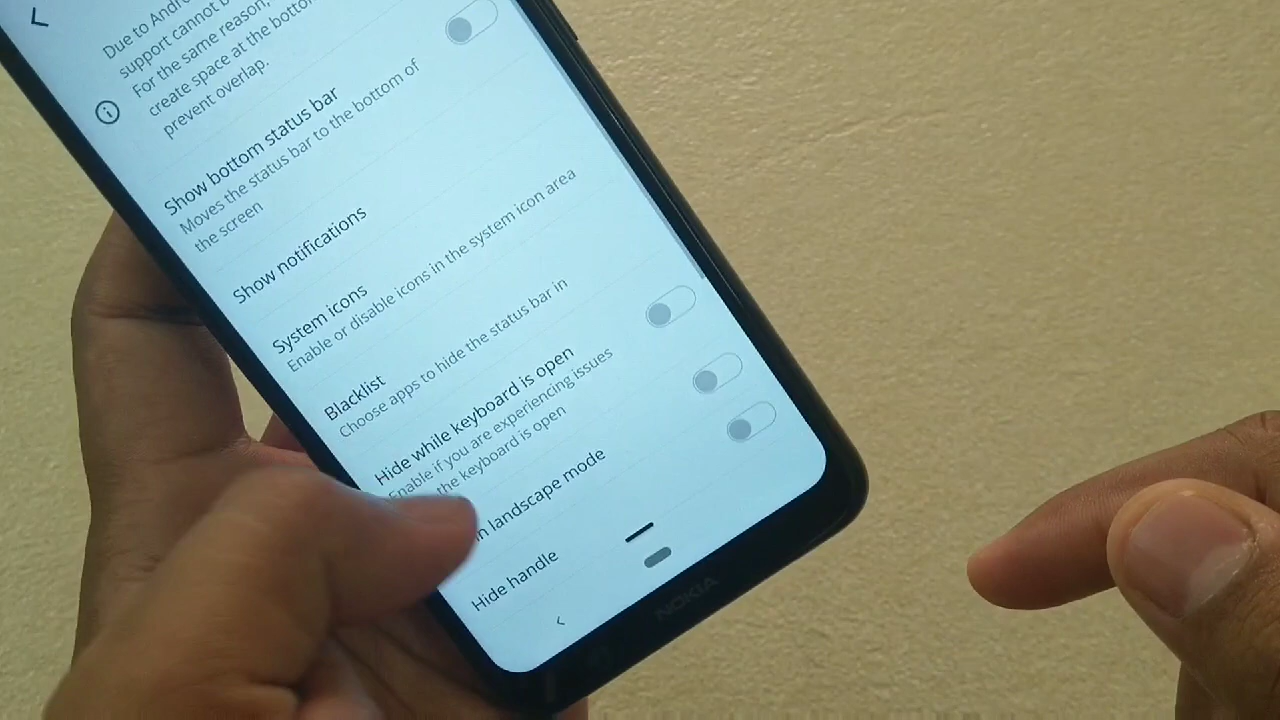 Due to Andro
support cannot b
For the same reason,
create space at the bottom
prevent overlap.
Show bottom status bar
Moves the status bar to the bottom of
the screen
Show notifications
System icons
Enable or disable icons in the system icon area
Blacklist
Choose apps to hide the status bar in
Hide while keyboard is open
Enable if you are experiencing issues
the keyboard is open
in landscape mode
Hide handle
NOKIA